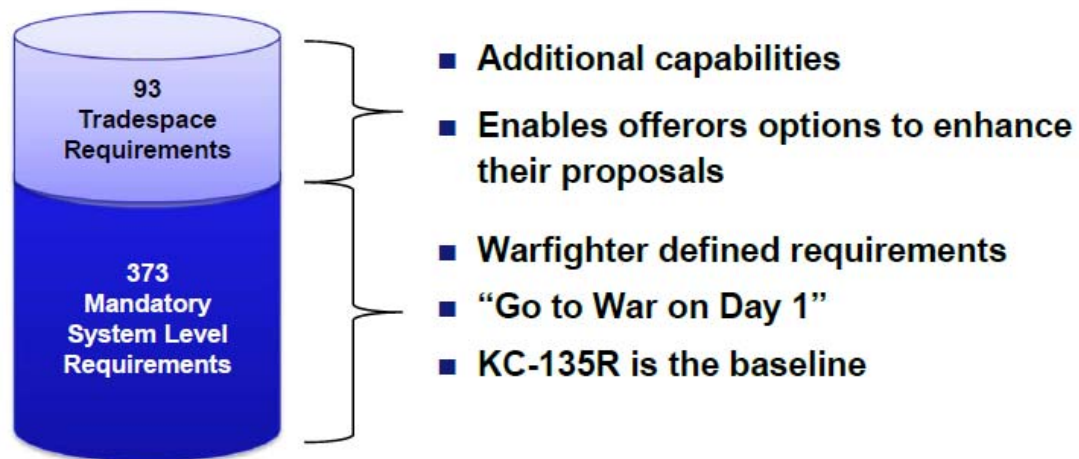 93
Tradespace
Requirements
■ Additional capabilities
■ Enables offerors options to enhance
their proposals
373
Mandatory
System Level
Requirements
■ Warfighter defined requirements
■ “Go to War on Day 1”
■ KC-135R is the baseline